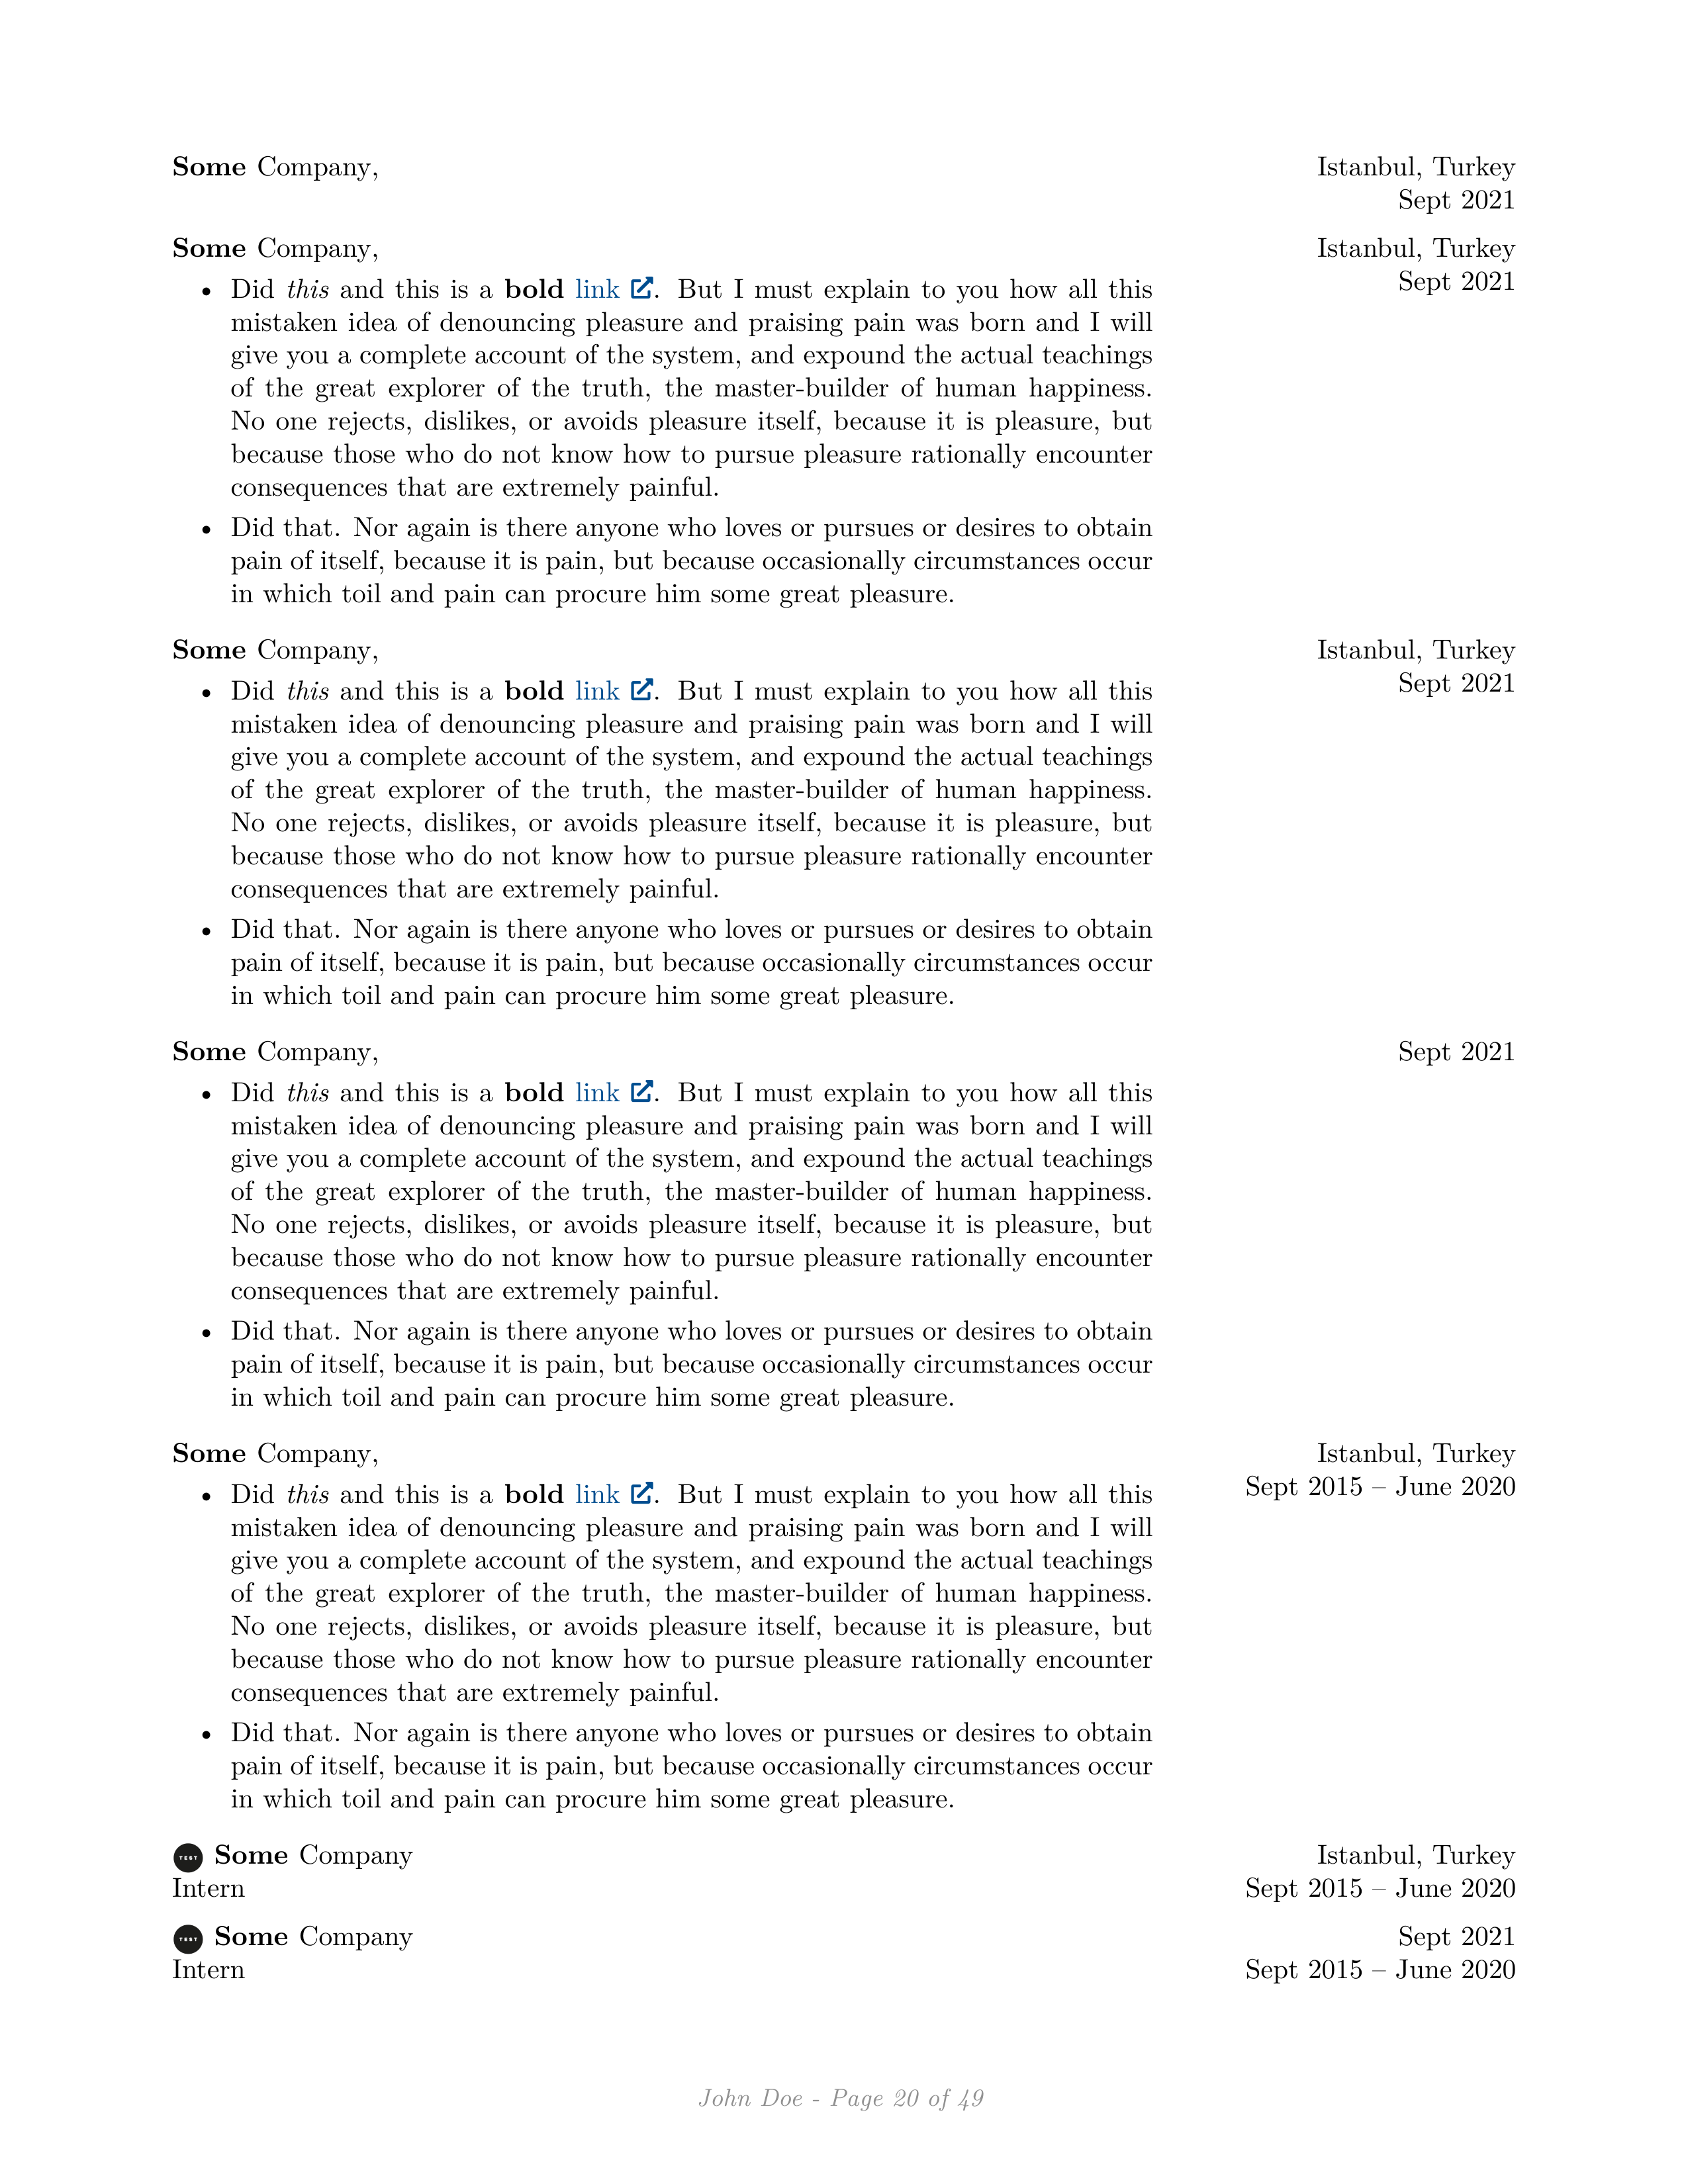 Some Company,
Istanbul, Turkey
Sept 2021
Some Company,
Istanbul, Turkey
Sept 2021
• Did this and this is a bold link. But I must explain to you how all this
mistaken idea of denouncing pleasure and praising pain was born and I will
give you a complete account of the system, and expound the actual teachings
of the great explorer of the truth, the master-builder of human happiness.
No one rejects, dislikes, or avoids pleasure itself, because it is pleasure, but
because those who do not know how to pursue pleasure rationally encounter
consequences that are extremely painful.
• Did that. Nor again is there anyone who loves or pursues or desires to obtain
pain of itself, because it is pain, but because occasionally circumstances occur
in which toil and pain can procure him some great pleasure.
Some Company,
Istanbul, Turkey
Sept 2021
• Did this and this is a bold link. But I must explain to you how all this
mistaken idea of denouncing pleasure and praising pain was born and I will
give you a complete account of the system, and expound the actual teachings
of the great explorer of the truth, the master-builder of human happiness.
No one rejects, dislikes, or avoids pleasure itself, because it is pleasure, but
because those who do not know how to pursue pleasure rationally encounter
consequences that are extremely painful.
• Did that. Nor again is there anyone who loves or pursues or desires to obtain
pain of itself, because it is pain, but because occasionally circumstances occur
in which toil and pain can procure him some great pleasure.
Some Company,
Sept 2021
• Did this and this is a bold link. But I must explain to you how all this
mistaken idea of denouncing pleasure and praising pain was born and I will
give you a complete account of the system, and expound the actual teachings
of the great explorer of the truth, the master-builder of human happiness.
No one rejects, dislikes, or avoids pleasure itself, because it is pleasure, but
because those who do not know how to pursue pleasure rationally encounter
consequences that are extremely painful.
• Did that. Nor again is there anyone who loves or pursues or desires to obtain
pain of itself, because it is pain, but because occasionally circumstances occur
in which toil and pain can procure him some great pleasure.
Some Company,
Istanbul, Turkey
Sept 2015 – June 2020
• Did this and this is a bold link. But I must explain to you how all this
mistaken idea of denouncing pleasure and praising pain was born and I will
give you a complete account of the system, and expound the actual teachings
of the great explorer of the truth, the master-builder of human happiness.
No one rejects, dislikes, or avoids pleasure itself, because it is pleasure, but
because those who do not know how to pursue pleasure rationally encounter
consequences that are extremely painful.
• Did that. Nor again is there anyone who loves or pursues or desires to obtain
pain of itself, because it is pain, but because occasionally circumstances occur
in which toil and pain can procure him some great pleasure.
TEST Some Company
Intern
Istanbul, Turkey
Sept 2015 – June 2020
TEST Some Company
Intern
Sept 2021
Sept 2015 – June 2020
John Doe - Page 20 of 49